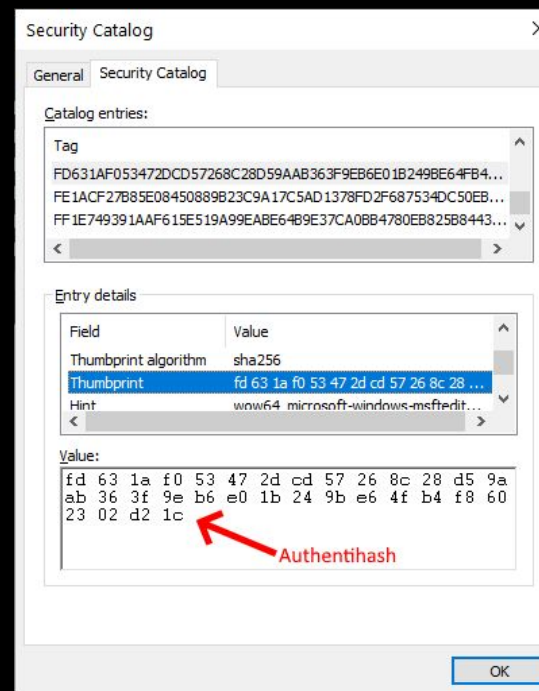 Security Catalog
General Security Catalog
Catalog entries:
Tag
FD631AF053472DCD57268C28D59AAB363F9EB6E01B249BE64FB4...
FE1ACF27B85E08450889B23C9A17C5AD1378FD2F687534DC50EB...
FF1E749391AAF615E519A99EABE64B9E37CA0BB4780EB825B8443...
Entry details
Field Value
Thumbprint algorithm sha256
Thumbprint fd 63 1a f0 53 47 2d cd 57 26 8c 28 ...
Hint wow64_microsoft-windows-msftedit...
Value:
fd 63 1a f0 53 47 2d cd 57 26 8c 28 d5 9a
ab 36 3f 9e b6 e0 1b 24 9b e6 4f b4 f8 60
23 02 d2 1c
Authentihash
OK